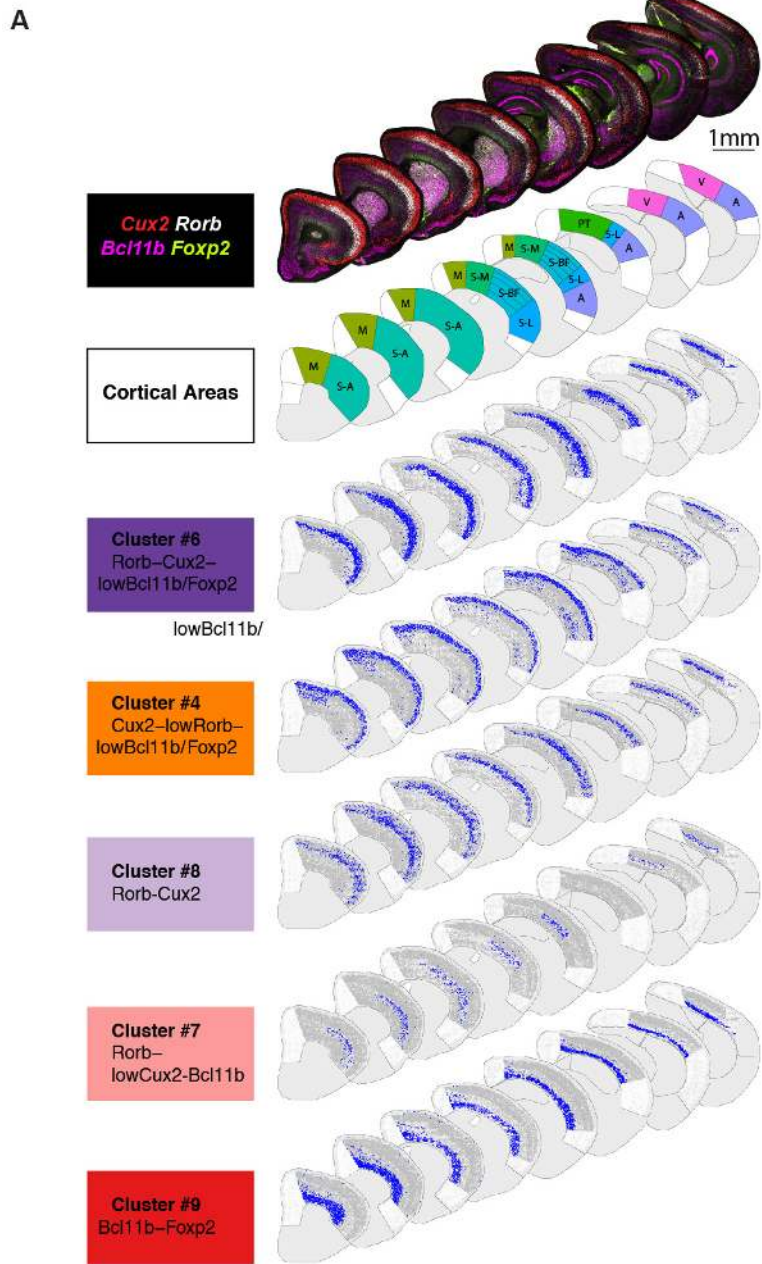 A
1mm
Cux2 Rorb
Bcl11b Foxp2
V
A
V
A
PT
S-L
A
M
S-M
S-BF
S-L
A
M
S-M
S-BF
S-L
M
S-A
M
S-A
M
S-A
Cortical Areas
Cluster #6
Rorb–Cux2–
lowBcl11b/Foxp2
lowBcl11b/
Cluster #4
Cux2–lowRorb–
lowBcl11b/Foxp2
Cluster #8
Rorb-Cux2
Cluster #7
Rorb–
lowCux2-Bcl11b
Cluster #9
Bcl11b–Foxp2